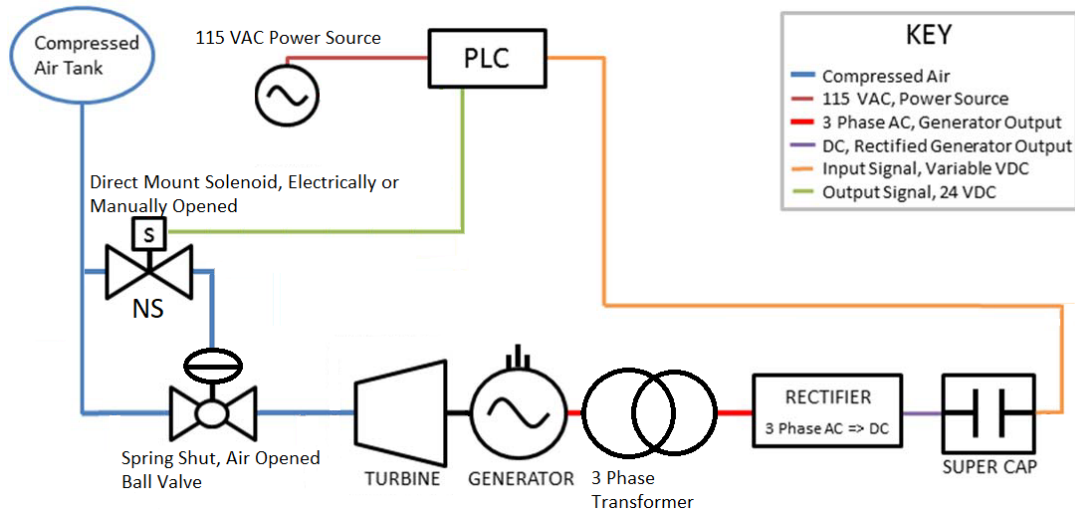 Compressed
Air Tank
115 VAC Power Source
PLC
KEY
Compressed Air
115 VAC, Power Source
3 Phase AC, Generator Output
DC, Rectified Generator Output
Input Signal, Variable VDC
Output Signal, 24 VDC
Direct Mount Solenoid, Electrically or
Manually Opened
S
NS
Spring Shut, Air Opened
Ball Valve
TURBINE
GENERATOR
3 Phase
Transformer
RECTIFIER
3 Phase AC => DC
SUPER CAP